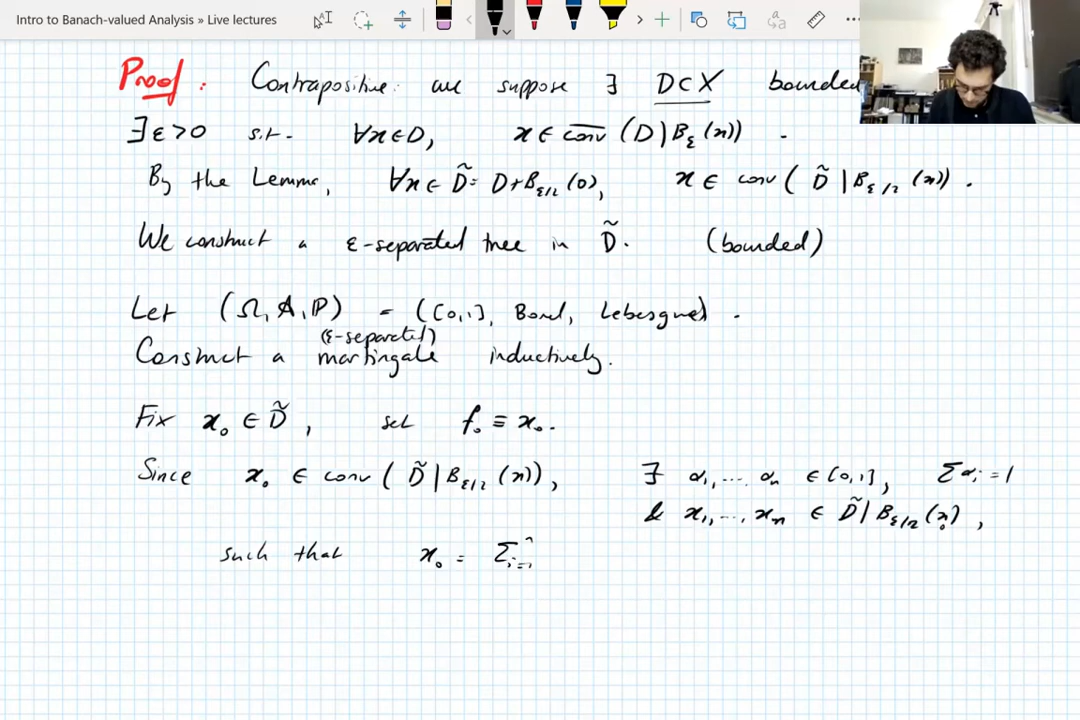 Intro to Banach-valued Analysis » Live lectures
Proof: Contrapositive: we suppose ∃ D⊂X bounded
∃ε>0 s.t. ∀x∈D, x ∈ \overline{conv} (D\B_ε(x)) .
By the Lemma, ∀x∈ D̃= D+B_{ε/2}(0), x ∈ conv( D̃ \B_{ε/2}(x)) .
We construct a ε-separated tree in D̃. (bounded)
Let (Ω, A, ℙ) = ([0,1], Borel, Lebesgue) .
(ε-separated)
Construct a martingale inductively.
Fix x₀ ∈ D̃, set f₀ ≡ x₀.
Since x₀ ∈ conv( D̃ \B_{ε/2}(x)), ∃ α₁,..., αₙ ∈ [0,1], Σαᵢ=1
& x₁,..., xₙ ∈ D̃\B_{ε/2}(x₀),
such that x₀ = Σᵢ₌₁ⁿ